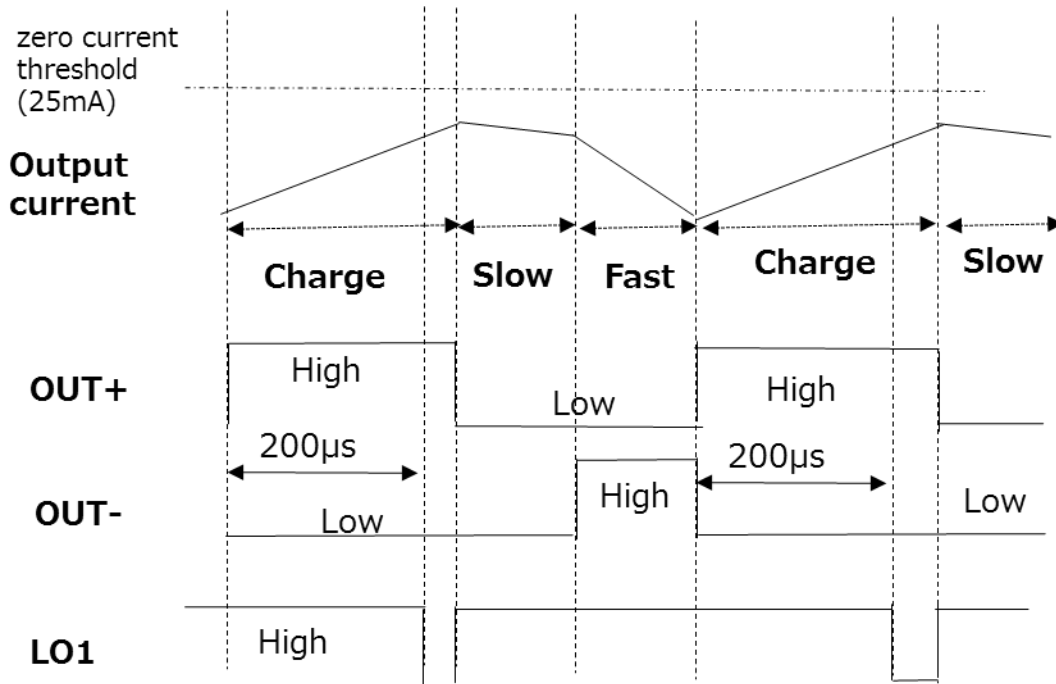 zero current
threshold
(25mA)
Output
current
Charge
Slow
Fast
Charge
Slow
OUT+
High
Low
High
200μs
200μs
OUT-
Low
High
Low
LO1
High